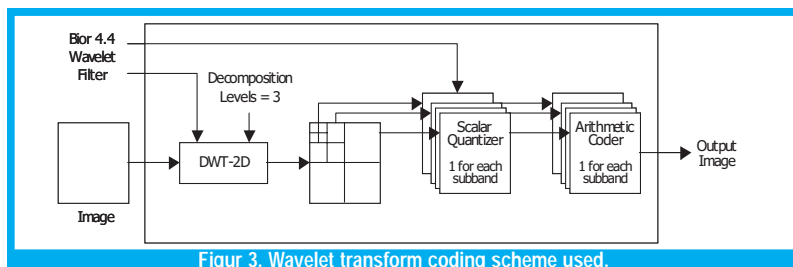 Bior 4.4
Wavelet
Filter
Decomposition
Levels = 3
Image
DWT-2D
Scalar
Quantizer
1 for each
subband
Arithmetic
Coder
1 for each
subband
Output
Image
Figur 3. Wavelet transform coding scheme used.